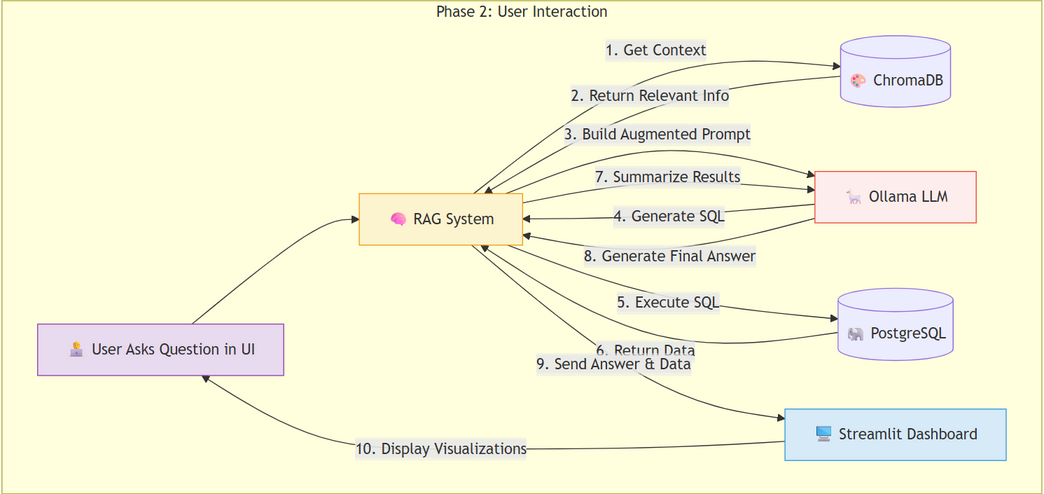 Phase 2: User Interaction
1. Get Context
ChromaDB
2. Return Relevant Info
3. Build Augmented Prompt
7. Summarize Results
Ollama LLM
RAG System
4. Generate SQL
8. Generate Final Answer
5. Execute SQL
PostgreSQL
User Asks Question in UI
6. Return Data
9. Send Answer & Data
Streamlit Dashboard
10. Display Visualizations